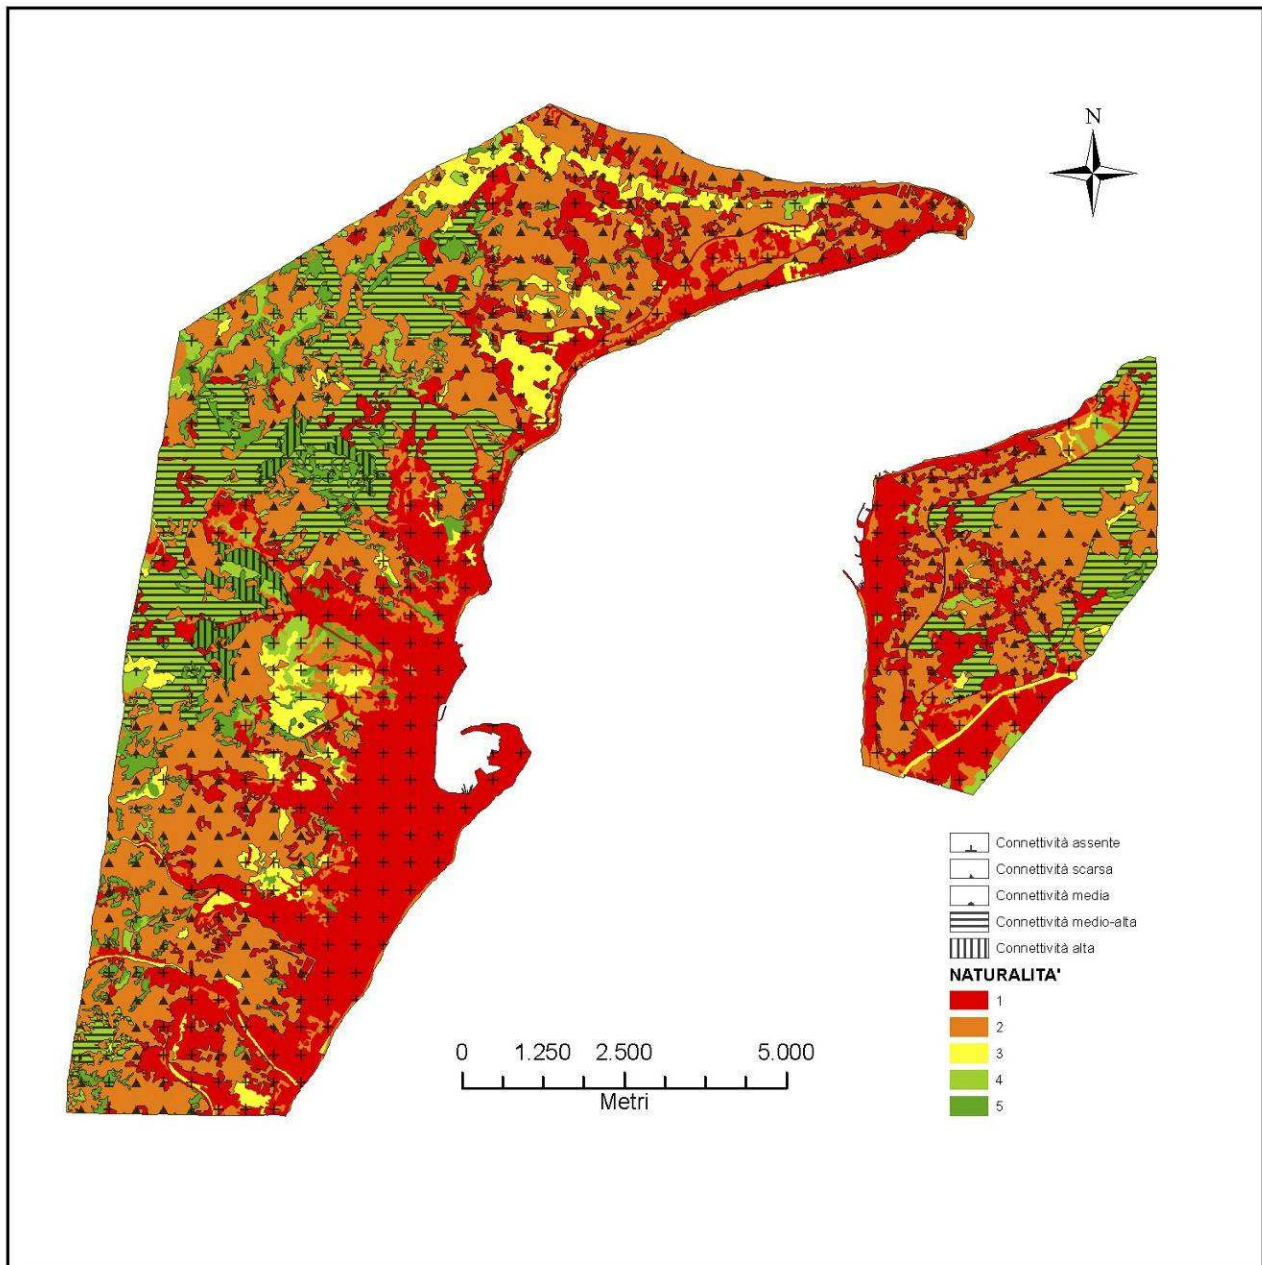 N
Connettività assente
Connettività scarsa
Connettività media
Connettività medio-alta
Connettività alta
NATURALITA'
1
2
3
4
5
0 1.250 2.500 5.000
Metri